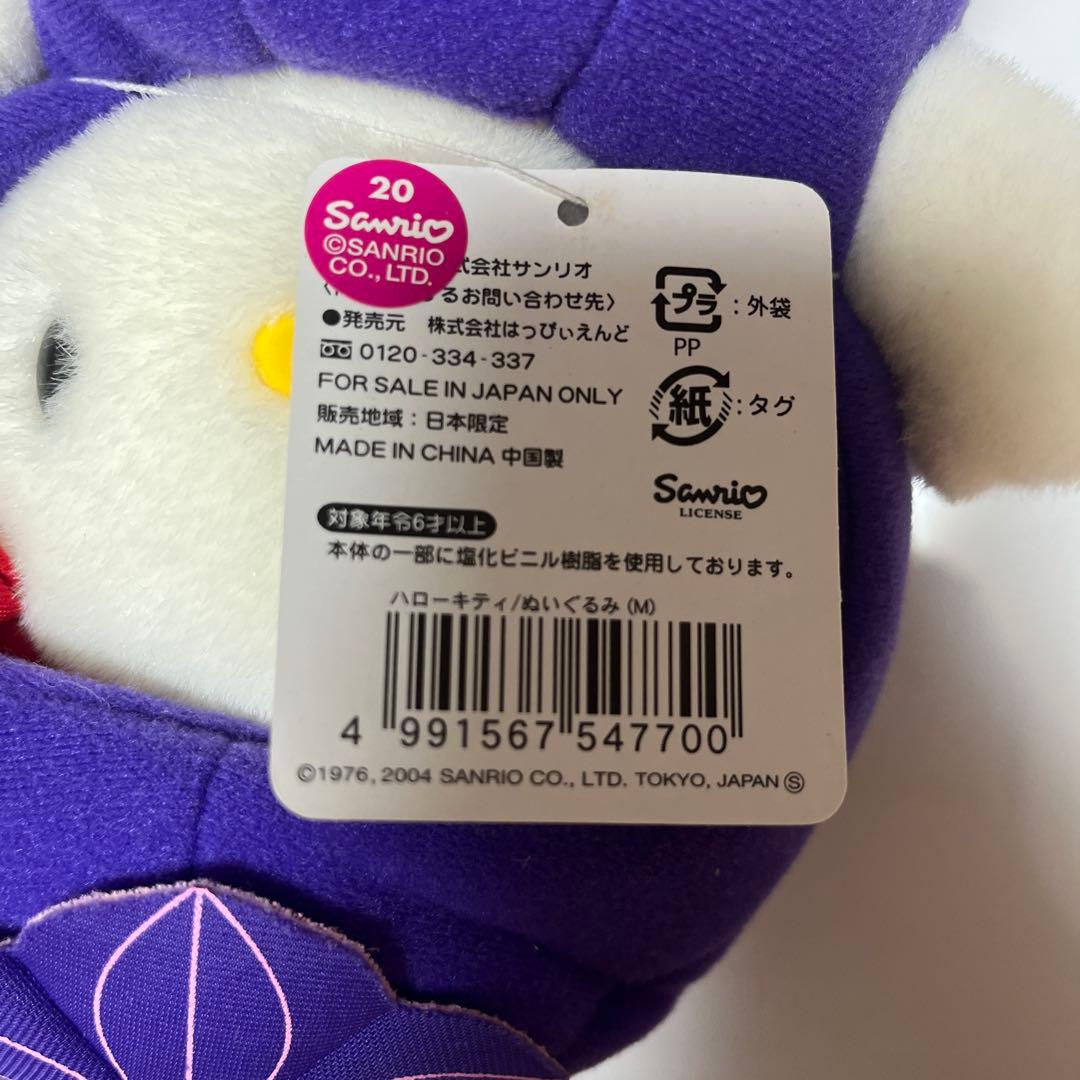 20
Sanrio
©SANRIO
CO., LTD.
式会社サンリオ
るお問い合わせ先〉
●発売元 株式会社はっぴぃえんど
0120-334-337
FOR SALE IN JAPAN ONLY
販売地域：日本限定
MADE IN CHINA 中国製
プラ：外袋
PP
紙：タグ
Sanrio
LICENSE
対象年令6才以上
本体の一部に塩化ビニル樹脂を使用しております。
ハローキティ/ぬいぐるみ(M)
4 991567 547700
©1976, 2004 SANRIO CO., LTD. TOKYO, JAPAN Ⓢ